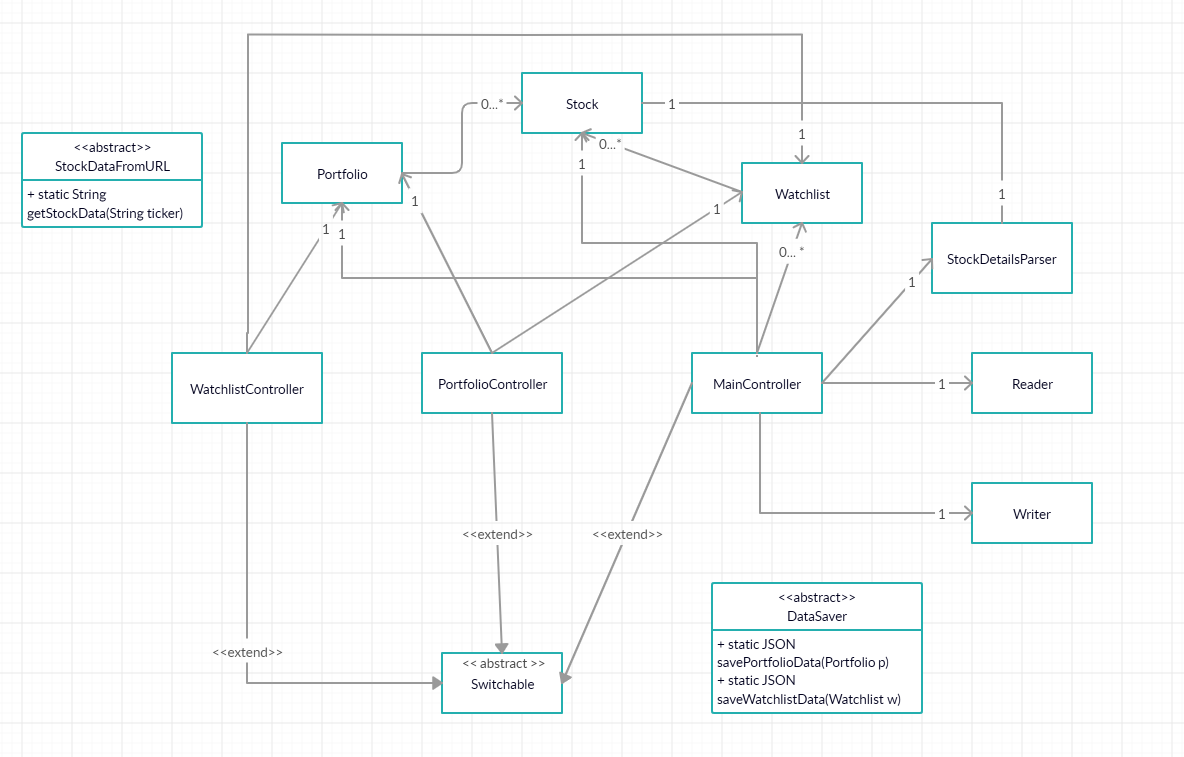 Stock
0...*
1
<<abstract>>
StockDataFromURL
+ static String
getStockData(String ticker)
Portfolio
0...*
1
1
Watchlist
1
1
1
1
1
0... *
StockDetailsParser
1
WatchlistController
PortfolioController
MainController
1
Reader
1
Writer
<<extend>>
<<extend>>
<<extend>>
<< abstract >>
Switchable
<<abstract>>
DataSaver
+ static JSON
savePortfolioData(Portfolio p)
+ static JSON
saveWatchlistData(Watchlist w)